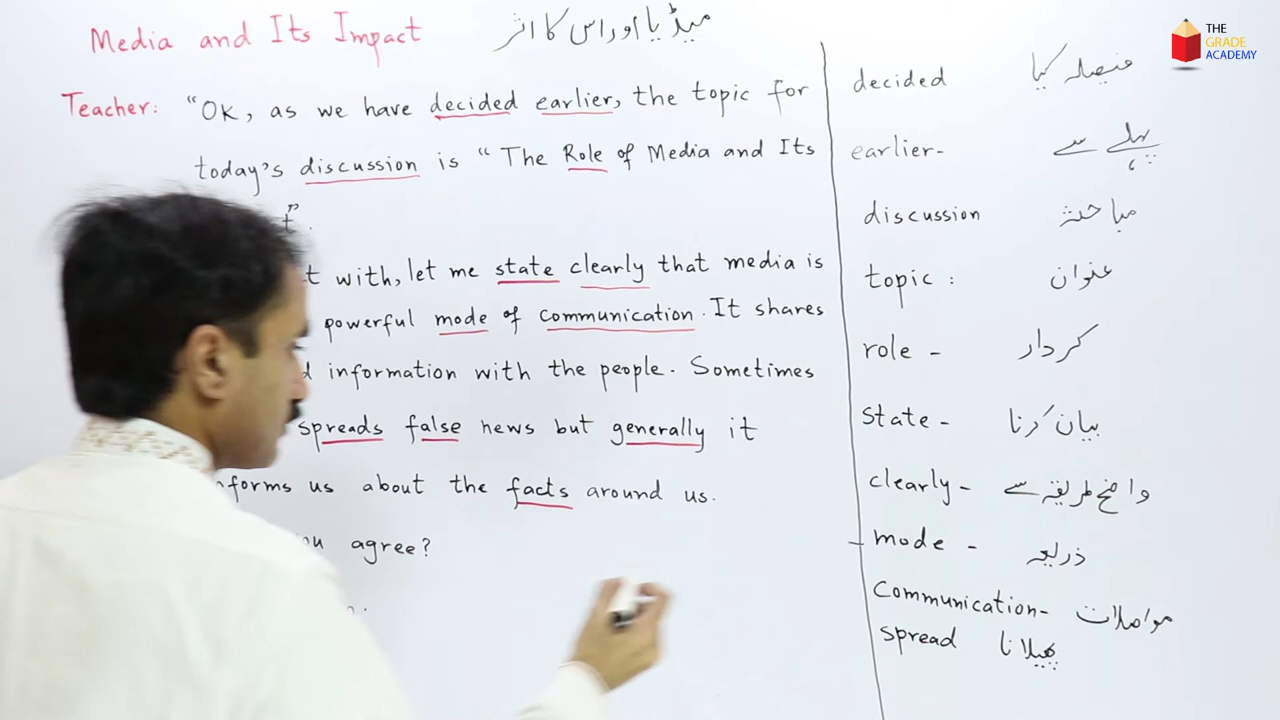 Media and Its Impact میڈیا اور اس کا اثر
Teacher: "OK, as we have decided earlier, the topic for
today's discussion is "The Role of Media and Its
t".
t with, let me state clearly that media is
powerful mode of communication. It shares
d information with the people. Sometimes
spreads false news but generally it
forms us about the facts around us.
ou agree?
decided فیصلہ کیا
earlier- پہلے سے
discussion مباحثہ
topic : عنوان
role - کردار
state - بیان کرنا
clearly - واضح طریقہ سے
mode - ذریعہ
Communication- مواصلات
spread پھیلانا
THE
GRADE
ACADEMY